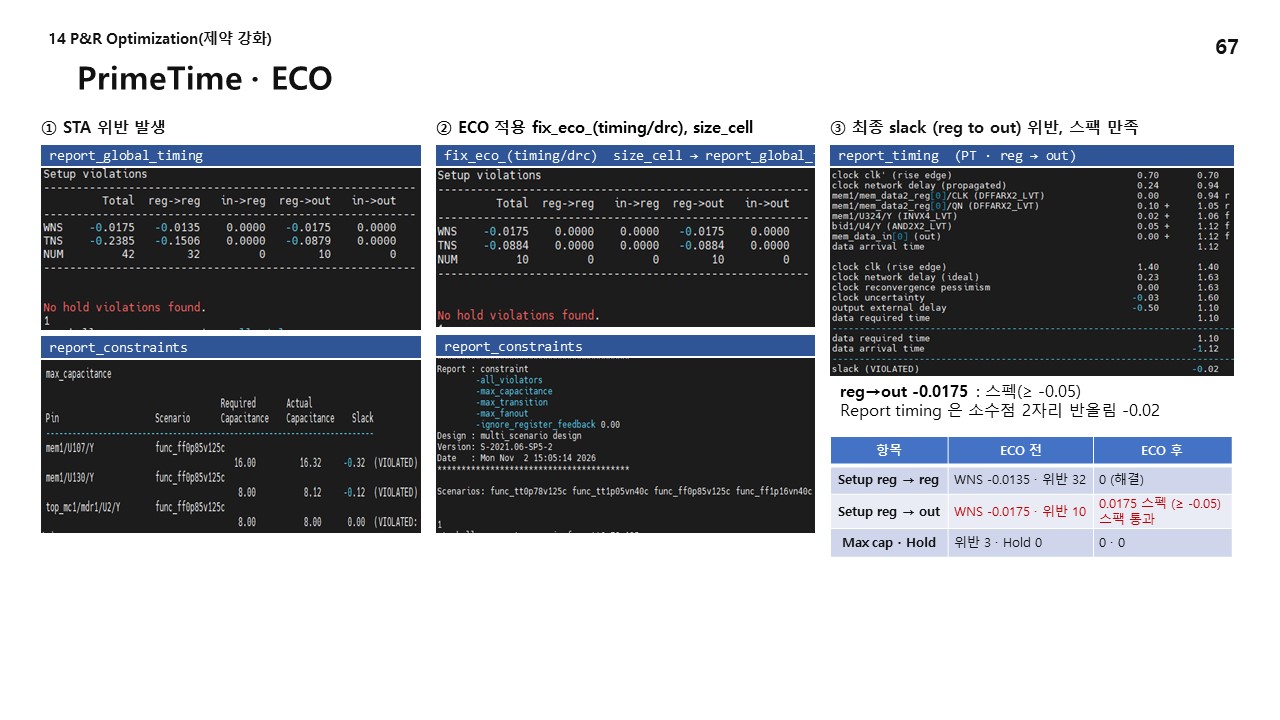 14 P&R Optimization(제약 강화)
67
PrimeTime · ECO
① STA 위반 발생
report_global_timing
Setup violations
Total reg->reg in->reg reg->out in->out
WNS -0.0175 -0.0135 0.0000 -0.0175 0.0000
TNS -0.2385 -0.1506 0.0000 -0.0879 0.0000
NUM 42 32 0 10 0
No hold violations found.
1
report_constraints
max_capacitance
Required Actual
Pin Scenario Capacitance Capacitance Slack
mem1/U107/Y func_ff0p85v125c
16.00 16.32 -0.32 (VIOLATED)
mem1/U130/Y func_ff0p85v125c
8.00 8.12 -0.12 (VIOLATED)
top_mc1/mdr1/U2/Y func_ff0p85v125c
8.00 8.00 0.00 (VIOLATED:
② ECO 적용 fix_eco_(timing/drc), size_cell
fix_eco_(timing/drc) size_cell → report_global_
Setup violations
Total reg->reg in->reg reg->out in->out
WNS -0.0175 0.0000 0.0000 -0.0175 0.0000
TNS -0.0884 0.0000 0.0000 -0.0884 0.0000
NUM 10 0 0 10 0
No hold violations found.
report_constraints
****************************************
Report : constraint
-all_violators
-max_capacitance
-max_transition
-max_fanout
-ignore_register_feedback 0.00
Design : multi_scenario design
Version: S-2021.06-SP5-2
Date : Mon Nov 2 15:05:14 2026
****************************************
Scenarios: func_tt0p78v125c func_tt1p05vn40c func_ff0p85v125c func_ff1p16vn40c
1
③ 최종 slack (reg to out) 위반, 스팩 만족
report_timing (PT · reg → out)
clock clk' (rise edge) 0.70 0.70
clock network delay (propagated) 0.24 0.94
mem1/mem_data2_reg[0]/CLK (DFFARX2_LVT) 0.00 0.94 r
mem1/mem_data2_reg[0]/QN (DFFARX2_LVT) 0.10 + 1.05 r
mem1/U324/Y (INVX4_LVT) 0.02 + 1.06 f
bid1/U4/Y (AND2X2_LVT) 0.05 + 1.12 f
mem_data_in[0] (out) 0.00 + 1.12 f
data arrival time 1.12
clock clk (rise edge) 1.40 1.40
clock network delay (ideal) 0.23 1.63
clock reconvergence pessimism 0.00 1.63
clock uncertainty -0.03 1.60
output external delay -0.50 1.10
data required time 1.10
data required time 1.10
data arrival time -1.12
slack (VIOLATED) -0.02
reg→out -0.0175 : 스펙(≥ -0.05)
Report timing 은 소수점 2자리 반올림 -0.02
항목 ECO 전 ECO 후
Setup reg → reg WNS -0.0135 · 위반 32 0 (해결)
Setup reg → out WNS -0.0175 · 위반 10 0.0175 스펙 (≥ -0.05)
스팩 통과
Max cap · Hold 위반 3 · Hold 0 0 · 0